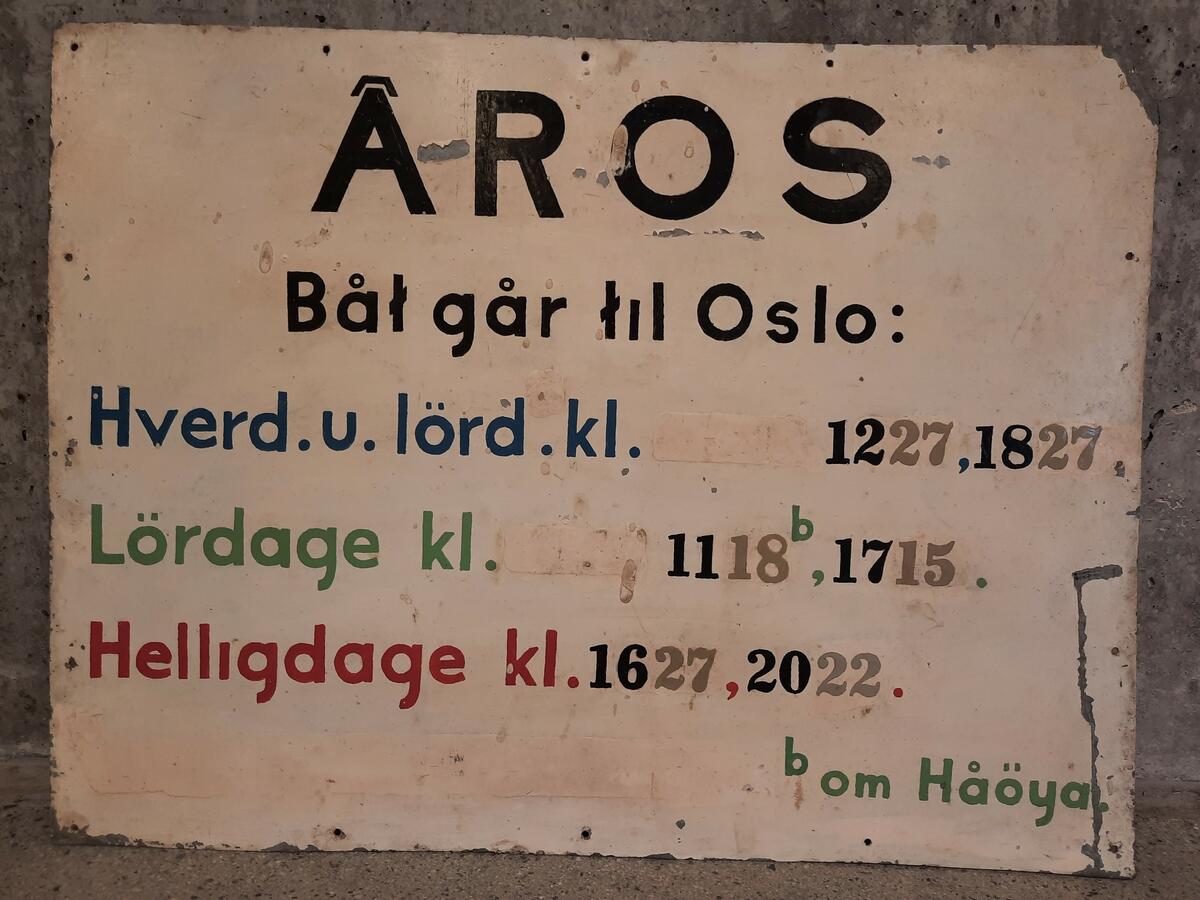 ÂROS
Båt går til Oslo:
Hverd.u.lörd.kl. 1227,1827.
Lördage kl. 1118ᵇ,1715.
Helligdage kl.1627,2022.
ᵇ om Håöya.